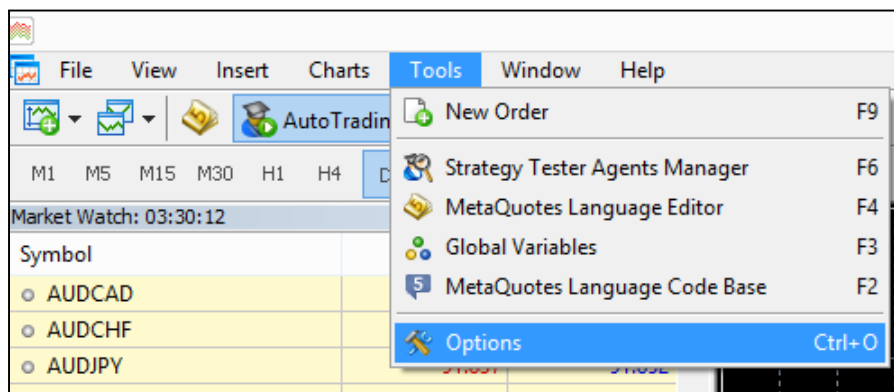 File View Insert Charts Tools Window Help
AutoTradin
New Order F9
M1 M5 M15 M30 H1 H4 D
Strategy Tester Agents Manager F6
Market Watch: 03:30:12
MetaQuotes Language Editor F4
Symbol
Global Variables F3
AUDCAD
MetaQuotes Language Code Base F2
AUDCHF
Options Ctrl+O
AUDJPY